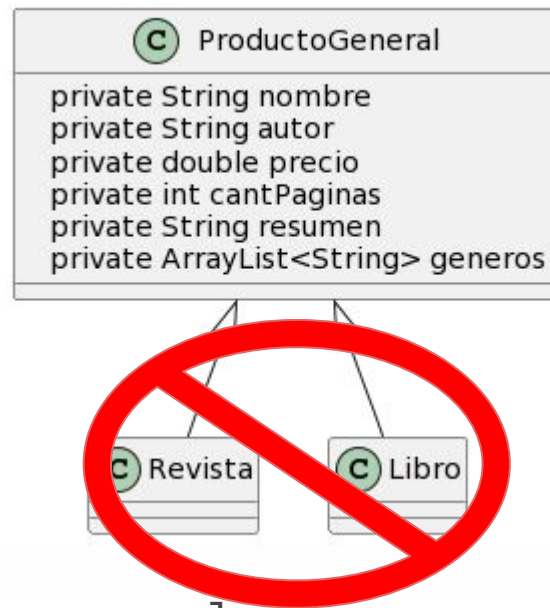 C ProductoGeneral
private String nombre
private String autor
private double precio
private int cantPaginas
private String resumen
private ArrayList<String> generos
C Revista
C Libro